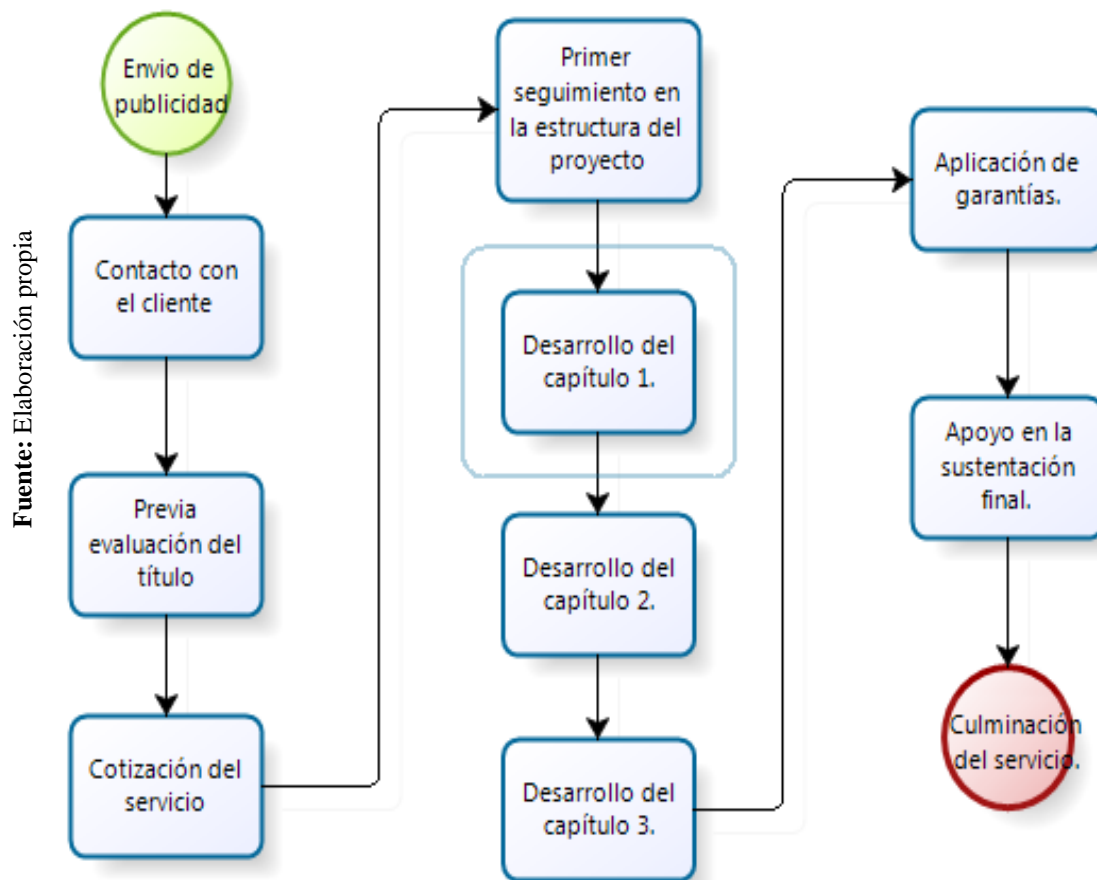 Envio de
publicidad
Contacto con
el cliente
Previa
evaluación del
título
Cotización del
servicio
Primer
seguimiento en
la estructura del
proyecto
Desarrollo del
capítulo 1.
Desarrollo del
capítulo 2.
Desarrollo del
capítulo 3.
Aplicación de
garantías.
Apoyo en la
sustentación
final.
Culminación
del servicio.
Fuente: Elaboración propia